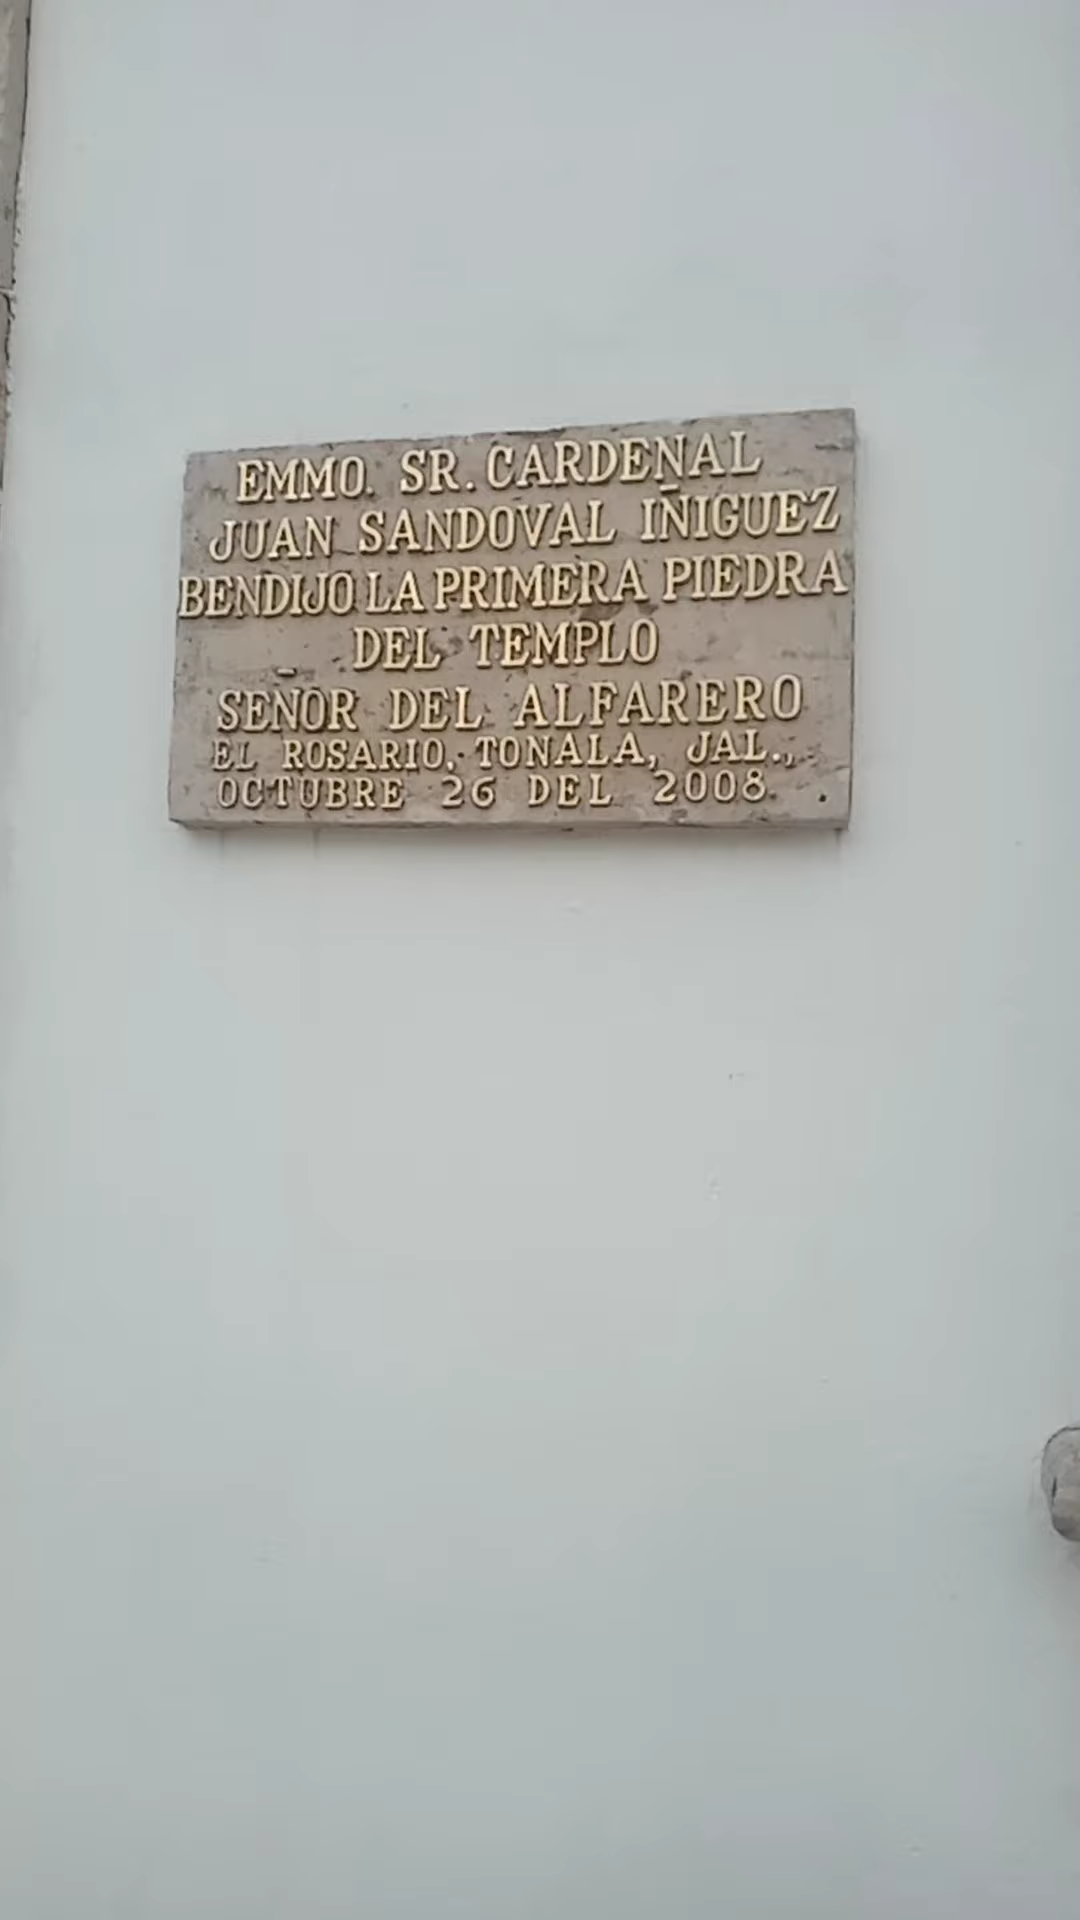 EMMO. SR. CARDENAL
JUAN SANDOVAL IÑIGUEZ
BENDIJO LA PRIMERA PIEDRA
DEL TEMPLO
SEÑOR DEL ALFARERO
EL ROSARIO, TONALA, JAL.,
OCTUBRE 26 DEL 2008.